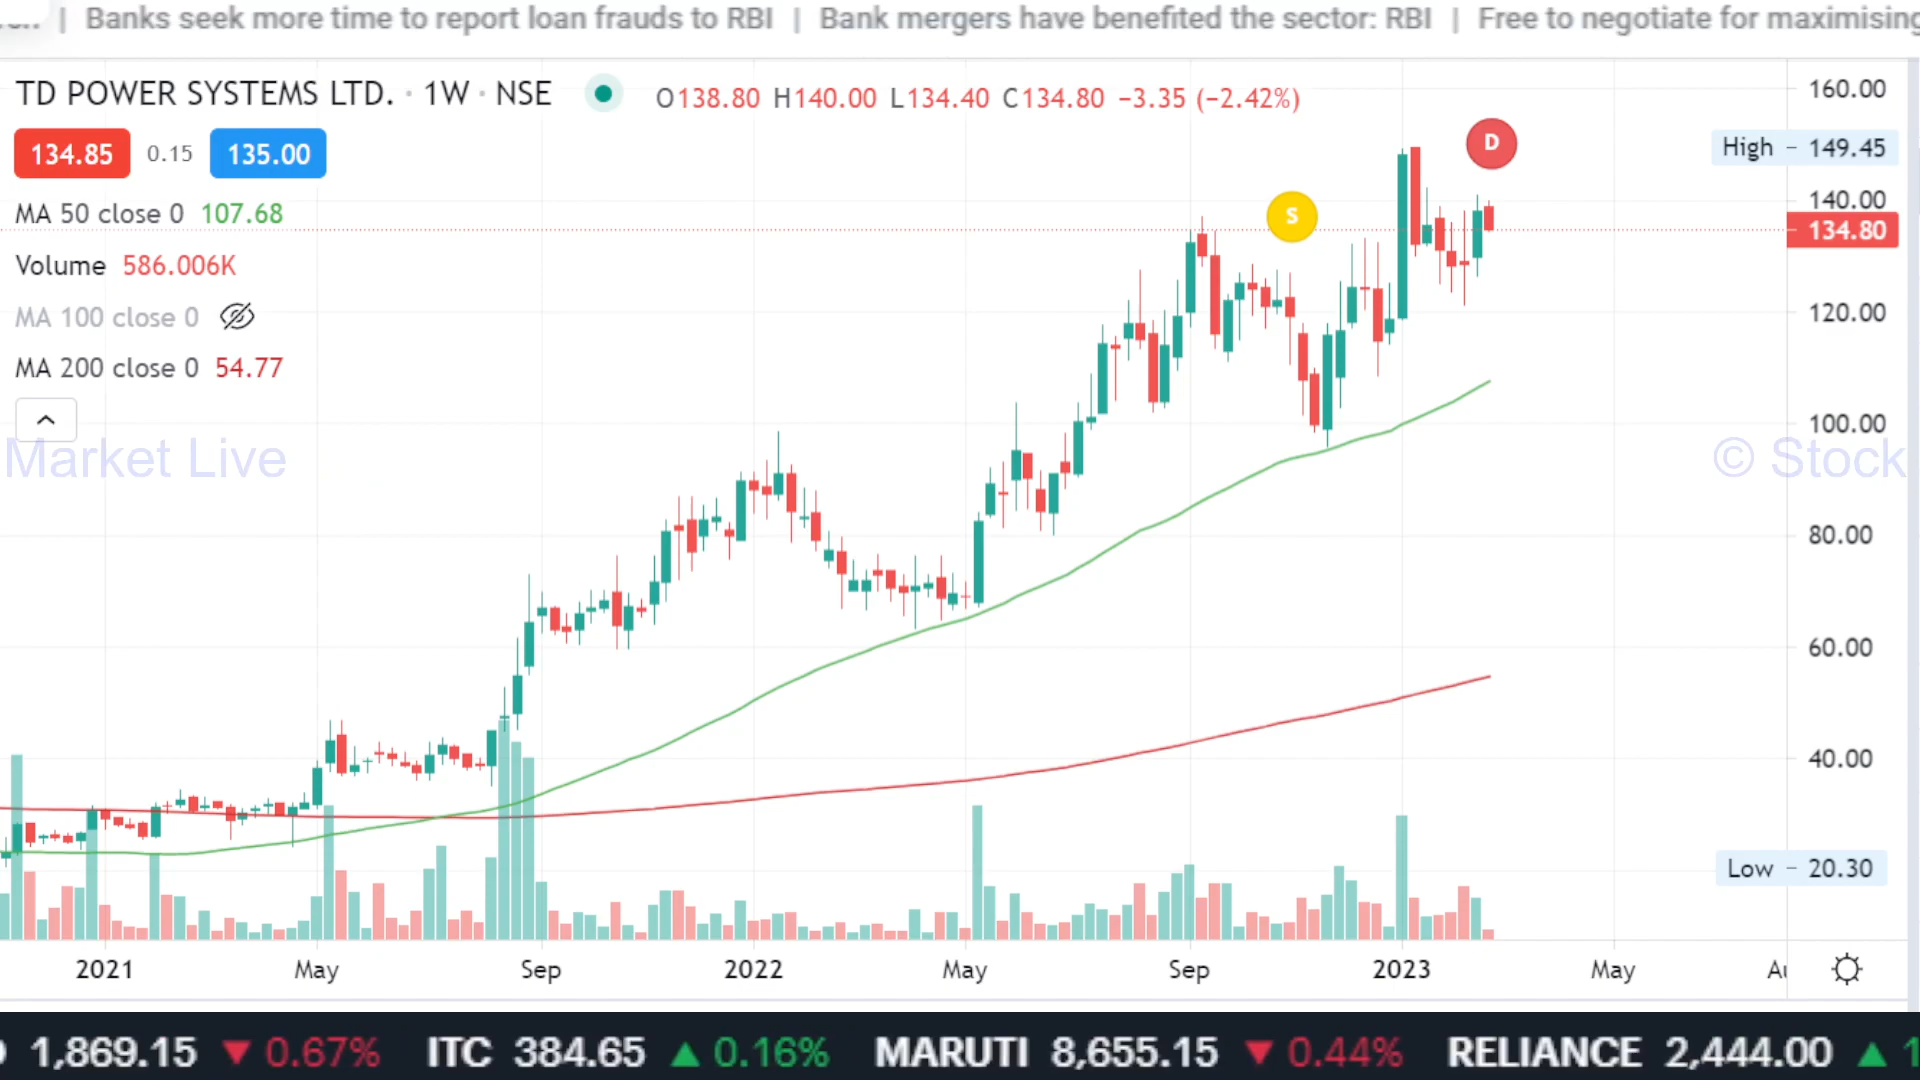 | Banks seek more time to report loan frauds to RBI | Bank mergers have benefited the sector: RBI | Free to negotiate for maximising
TD POWER SYSTEMS LTD. · 1W · NSE O138.80 H140.00 L134.40 C134.80 −3.35 (−2.42%)
134.85 0.15 135.00
MA 50 close 0 107.68
Volume 586.006K
MA 100 close 0
MA 200 close 0 54.77
Market Live
© Stock
D
S
160.00
High - 149.45
140.00
134.80
120.00
100.00
80.00
60.00
40.00
Low - 20.30
2021 May Sep 2022 May Sep 2023 May
1,869.15 ▼ 0.67% ITC 384.65 ▲ 0.16% MARUTI 8,655.15 ▼ 0.44% RELIANCE 2,444.00 ▲ 1